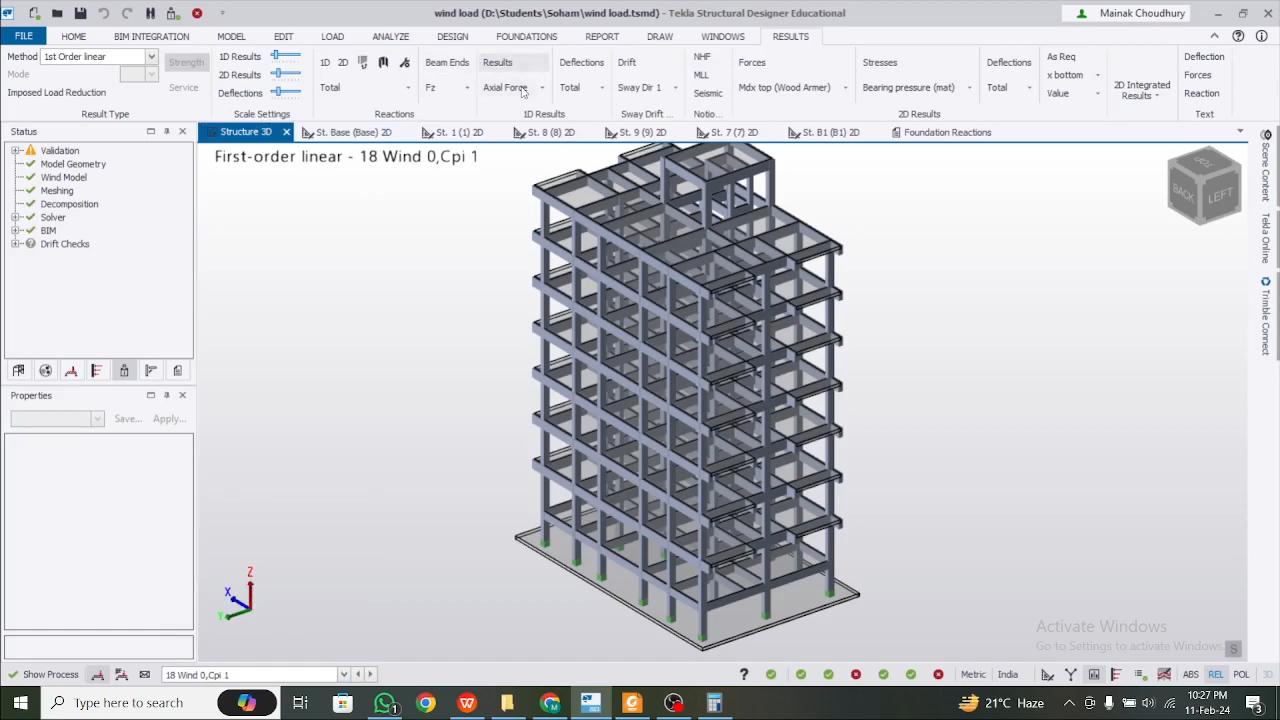 wind load (D:\Students\Soham\wind load.tsmd) - Tekla Structural Designer Educational
Mainak Choudhury
FILE HOME BIM INTEGRATION MODEL EDIT LOAD ANALYZE DESIGN FOUNDATIONS REPORT DRAW WINDOWS RESULTS
Method 1st Order linear Strength
Mode
Imposed Load Reduction Service
Result Type
1D Results
2D Results
Deflections
Scale Settings
1D 2D
Total
Beam Ends
Fz
Reactions
Results
Axial Force
Deflections
Total
1D Results
Drift
Sway Dir 1
Sway Drift ...
NHF
MLL
Seismic
Notio...
Forces
Mdx top (Wood Armer)
Stresses
Bearing pressure (mat)
Deflections
Total
2D Results
As Req
x bottom
Value
2D Integrated
Results
Deflection
Forces
Reaction
Text
Status
Structure 3D St. Base (Base) 2D St. 1 (1) 2D St. 8 (8) 2D St. 9 (9) 2D St. 7 (7) 2D St. B1 (B1) 2D Foundation Reactions
Validation
Model Geometry
Wind Model
Meshing
Decomposition
Solver
BIM
Drift Checks
First-order linear - 18 Wind 0,Cpi 1
TOP
BACK LEFT
Scene Content
Tekla Online
Trimble Connect
Properties
Save... Apply...
Z
X
Y
Activate Windows
Go to Settings to activate Windows.
S
Show Process 18 Wind 0,Cpi 1 ? Metric India ABS REL POL 3D
Type here to search
1
2023
21°C Haze
10:27 PM
11-Feb-24
3